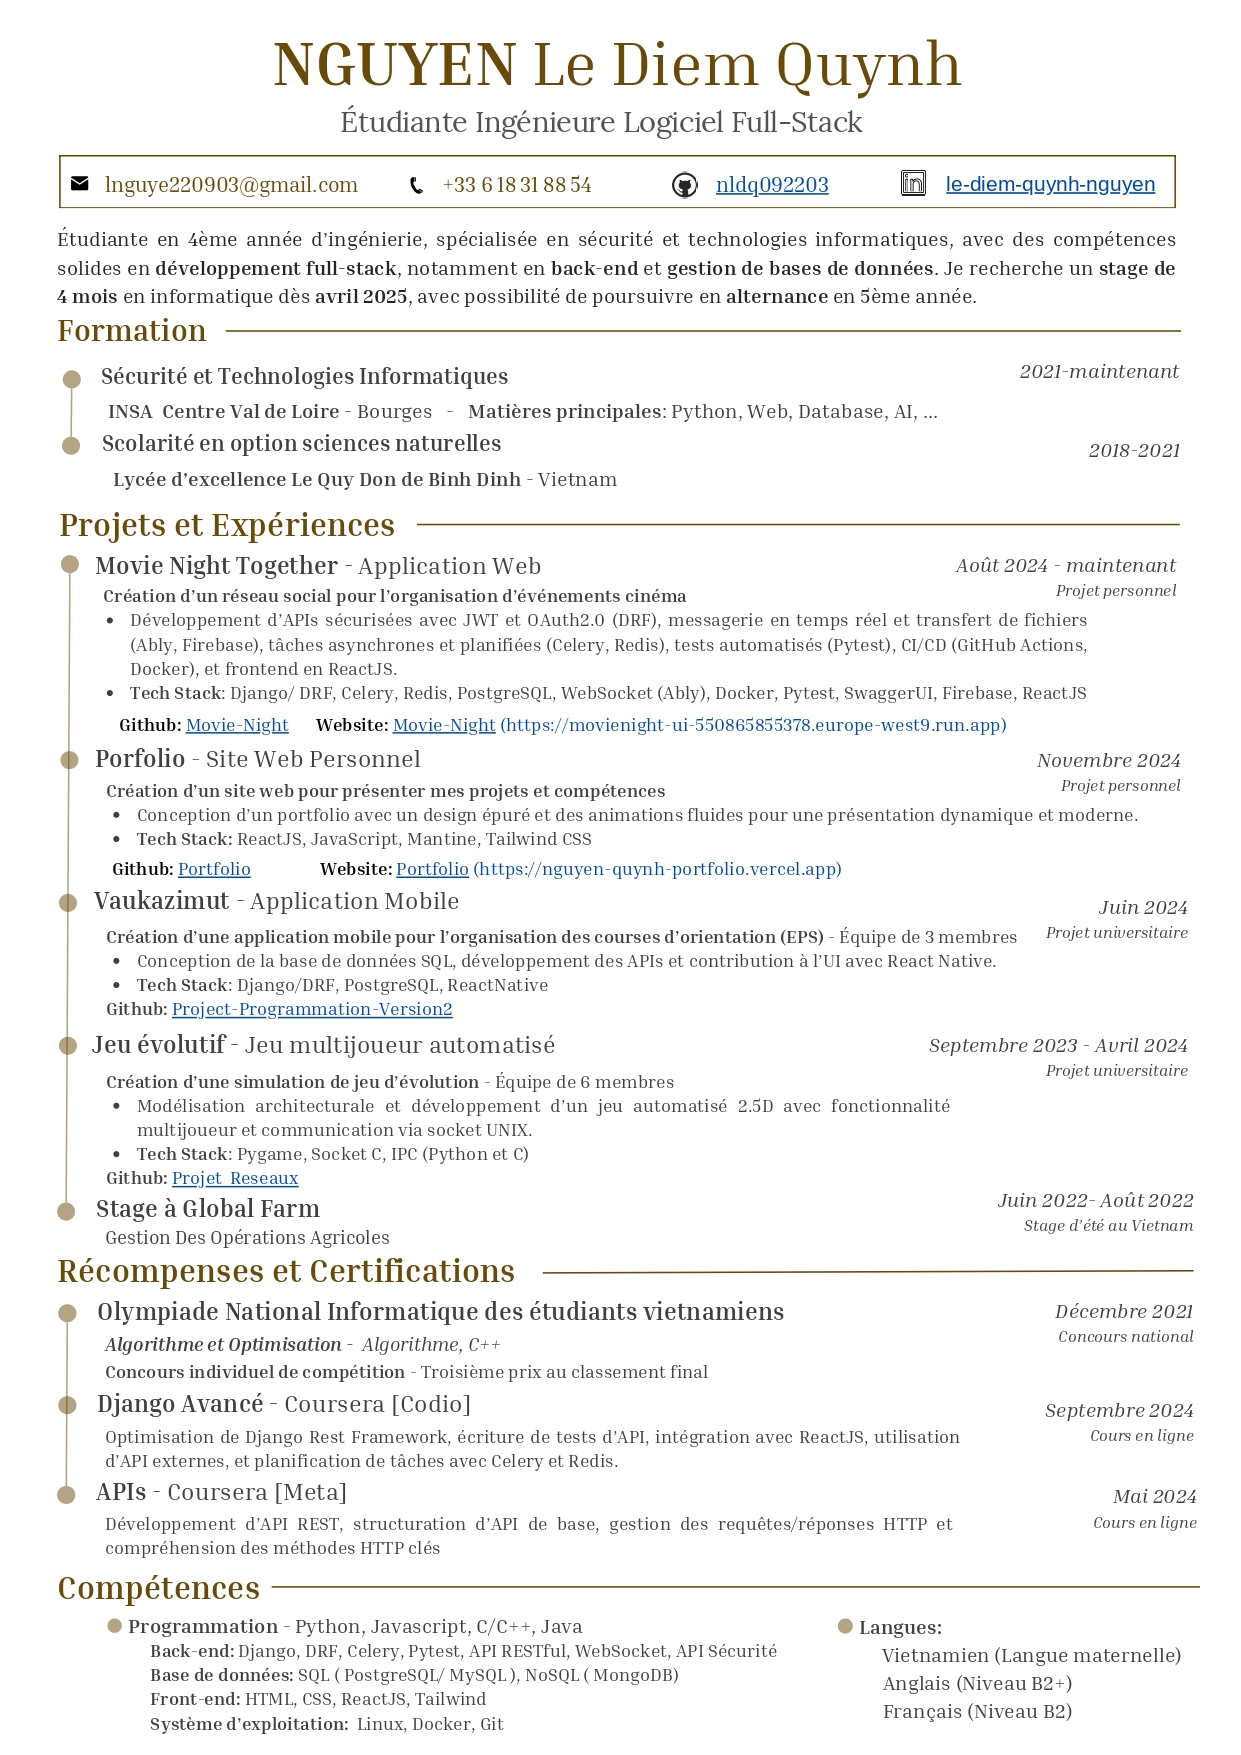 NGUYEN Le Diem Quynh
Étudiante Ingénieure Logiciel Full-Stack
lnguye220903@gmail.com +33 6 18 31 88 54 nldq092203 le-diem-quynh-nguyen
Étudiante en 4ème année d’ingénierie, spécialisée en sécurité et technologies informatiques, avec des compétences
solides en développement full-stack, notamment en back-end et gestion de bases de données. Je recherche un stage de
4 mois en informatique dès avril 2025, avec possibilité de poursuivre en alternance en 5ème année.
Formation
Sécurité et Technologies Informatiques 2021-maintenant
INSA Centre Val de Loire - Bourges - Matières principales: Python, Web, Database, AI, ...
Scolarité en option sciences naturelles 2018-2021
Lycée d’excellence Le Quy Don de Binh Dinh - Vietnam
Projets et Expériences
Movie Night Together - Application Web Août 2024 - maintenant
Création d’un réseau social pour l’organisation d’événements cinéma Projet personnel
• Développement d’APIs sécurisées avec JWT et OAuth2.0 (DRF), messagerie en temps réel et transfert de fichiers
(Ably, Firebase), tâches asynchrones et planifiées (Celery, Redis), tests automatisés (Pytest), CI/CD (GitHub Actions,
Docker), et frontend en ReactJS.
• Tech Stack: Django/ DRF, Celery, Redis, PostgreSQL, WebSocket (Ably), Docker, Pytest, SwaggerUI, Firebase, ReactJS
Github: Movie-Night Website: Movie-Night (https://movienight-ui-550865855378.europe-west9.run.app)
Porfolio - Site Web Personnel Novembre 2024
Création d’un site web pour présenter mes projets et compétences Projet personnel
• Conception d’un portfolio avec un design épuré et des animations fluides pour une présentation dynamique et moderne.
• Tech Stack: ReactJS, JavaScript, Mantine, Tailwind CSS
Github: Portfolio Website: Portfolio (https://nguyen-quynh-portfolio.vercel.app)
Vaukazimut - Application Mobile Juin 2024
Création d’une application mobile pour l’organisation des courses d’orientation (EPS) - Équipe de 3 membres Projet universitaire
• Conception de la base de données SQL, développement des APIs et contribution à l’UI avec React Native.
• Tech Stack: Django/DRF, PostgreSQL, ReactNative
Github: Project-Programmation-Version2
Jeu évolutif - Jeu multijoueur automatisé Septembre 2023 - Avril 2024
Création d’une simulation de jeu d’évolution - Équipe de 6 membres Projet universitaire
• Modélisation architecturale et développement d’un jeu automatisé 2.5D avec fonctionnalité
multijoueur et communication via socket UNIX.
• Tech Stack: Pygame, Socket C, IPC (Python et C)
Github: Projet_Reseaux
Stage à Global Farm Juin 2022- Août 2022
Gestion Des Opérations Agricoles Stage d’été au Vietnam
Récompenses et Certifications
Olympiade National Informatique des étudiants vietnamiens Décembre 2021
Algorithme et Optimisation - Algorithme, C++ Concours national
Concours individuel de compétition - Troisième prix au classement final
Django Avancé - Coursera [Codio] Septembre 2024
Optimisation de Django Rest Framework, écriture de tests d’API, intégration avec ReactJS, utilisation Cours en ligne
d’API externes, et planification de tâches avec Celery et Redis.
APIs - Coursera [Meta] Mai 2024
Développement d’API REST, structuration d’API de base, gestion des requêtes/réponses HTTP et Cours en ligne
compréhension des méthodes HTTP clés
Compétences
Programmation - Python, Javascript, C/C++, Java
Back-end: Django, DRF, Celery, Pytest, API RESTful, WebSocket, API Sécurité
Base de données: SQL ( PostgreSQL/ MySQL ), NoSQL ( MongoDB)
Front-end: HTML, CSS, ReactJS, Tailwind
Système d’exploitation: Linux, Docker, Git
Langues:
Vietnamien (Langue maternelle)
Anglais (Niveau B2+)
Français (Niveau B2)